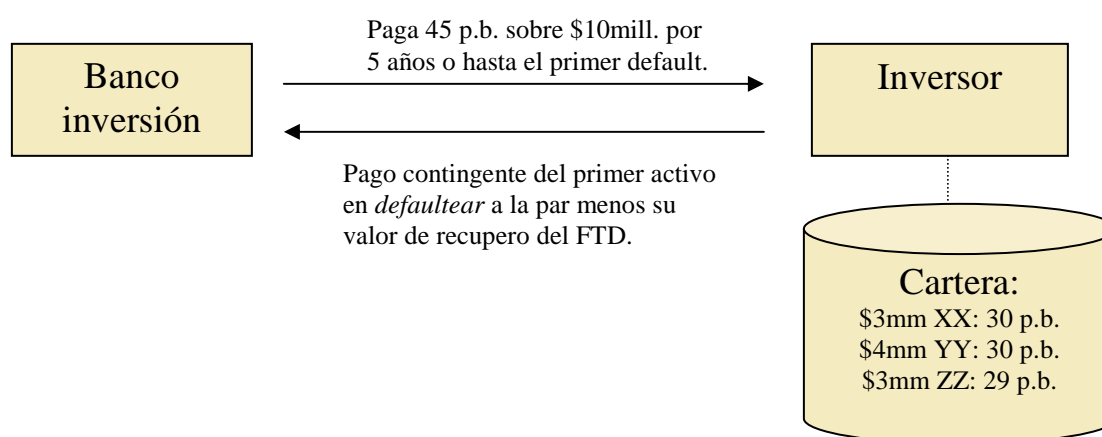 Paga 45 p.b. sobre $10mill. por
5 años o hasta el primer default.
Banco
inversión
Inversor
Pago contingente del primer activo
en defaultear a la par menos su
valor de recupero del FTD.
Cartera:
$3mm XX: 30 p.b.
$4mm YY: 30 p.b.
$3mm ZZ: 29 p.b.